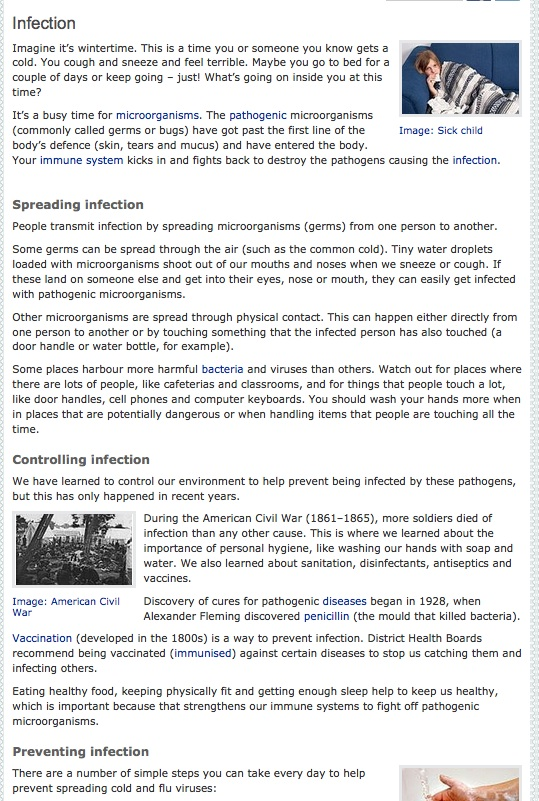 Infection
Imagine it’s wintertime. This is a time you or someone you know gets a
cold. You cough and sneeze and feel terrible. Maybe you go to bed for a
couple of days or keep going – just! What’s going on inside you at this
time?
It’s a busy time for microorganisms. The pathogenic microorganisms
(commonly called germs or bugs) have got past the first line of the
body’s defence (skin, tears and mucus) and have entered the body.
Your immune system kicks in and fights back to destroy the pathogens causing the infection.
Image: Sick child
Spreading infection
People transmit infection by spreading microorganisms (germs) from one person to another.
Some germs can be spread through the air (such as the common cold). Tiny water droplets
loaded with microorganisms shoot out of our mouths and noses when we sneeze or cough. If
these land on someone else and get into their eyes, nose or mouth, they can easily get infected
with pathogenic microorganisms.
Other microorganisms are spread through physical contact. This can happen either directly from
one person to another or by touching something that the infected person has also touched (a
door handle or water bottle, for example).
Some places harbour more harmful bacteria and viruses than others. Watch out for places where
there are lots of people, like cafeterias and classrooms, and for things that people touch a lot,
like door handles, cell phones and computer keyboards. You should wash your hands more when
in places that are potentially dangerous or when handling items that people are touching all the
time.
Controlling infection
We have learned to control our environment to help prevent being infected by these pathogens,
but this has only happened in recent years.
During the American Civil War (1861–1865), more soldiers died of
infection than any other cause. This is where we learned about the
importance of personal hygiene, like washing our hands with soap and
water. We also learned about sanitation, disinfectants, antiseptics and
vaccines.
Image: American Civil
War
Discovery of cures for pathogenic diseases began in 1928, when
Alexander Fleming discovered penicillin (the mould that killed bacteria).
Vaccination (developed in the 1800s) is a way to prevent infection. District Health Boards
recommend being vaccinated (immunised) against certain diseases to stop us catching them and
infecting others.
Eating healthy food, keeping physically fit and getting enough sleep help to keep us healthy,
which is important because that strengthens our immune systems to fight off pathogenic
microorganisms.
Preventing infection
There are a number of simple steps you can take every day to help
prevent spreading cold and flu viruses: